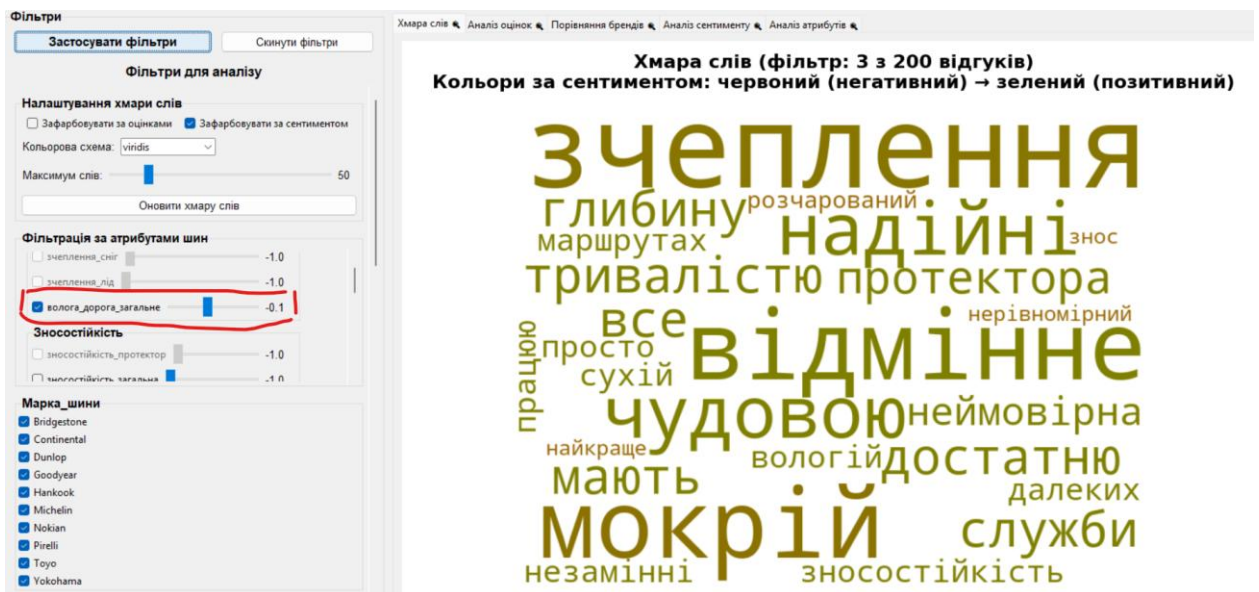 Фільтри
Застосувати фільтри
Скинути фільтри
Фільтри для аналізу
Налаштування хмари слів
Зафарбовувати за оцінками
Зафарбовувати за сентиментом
Кольорова схема: viridis
Максимум слів: 50
Оновити хмару слів
Фільтрація за атрибутами шин
зчеплення_сніг -1.0
зчеплення_лід -1.0
волога_дорога_загальне -0.1
Зносостійкість
зносостійкість_протектор -1.0
зносостійкість_загальна -1.0
Марка_шини
Bridgestone
Continental
Dunlop
Goodyear
Hankook
Michelin
Nokian
Pirelli
Toyo
Yokohama
Хмара слів Аналіз оцінок Порівняння брендів Аналіз сентименту Аналіз атрибутів
Хмара слів (фільтр: 3 з 200 відгуків)
Кольори за сентиментом: червоний (негативний) → зелений (позитивний)
зчеплення
глибину
розчарований
надійні
маршрутах
знос
тривалістю
протектора
все
відмінне
нерівномірний
працюю
просто
сухій
чудовою
неймовірна
найкраще
вологій
достатню
мають
далеких
мокрій
служби
незамінні
зносостійкість